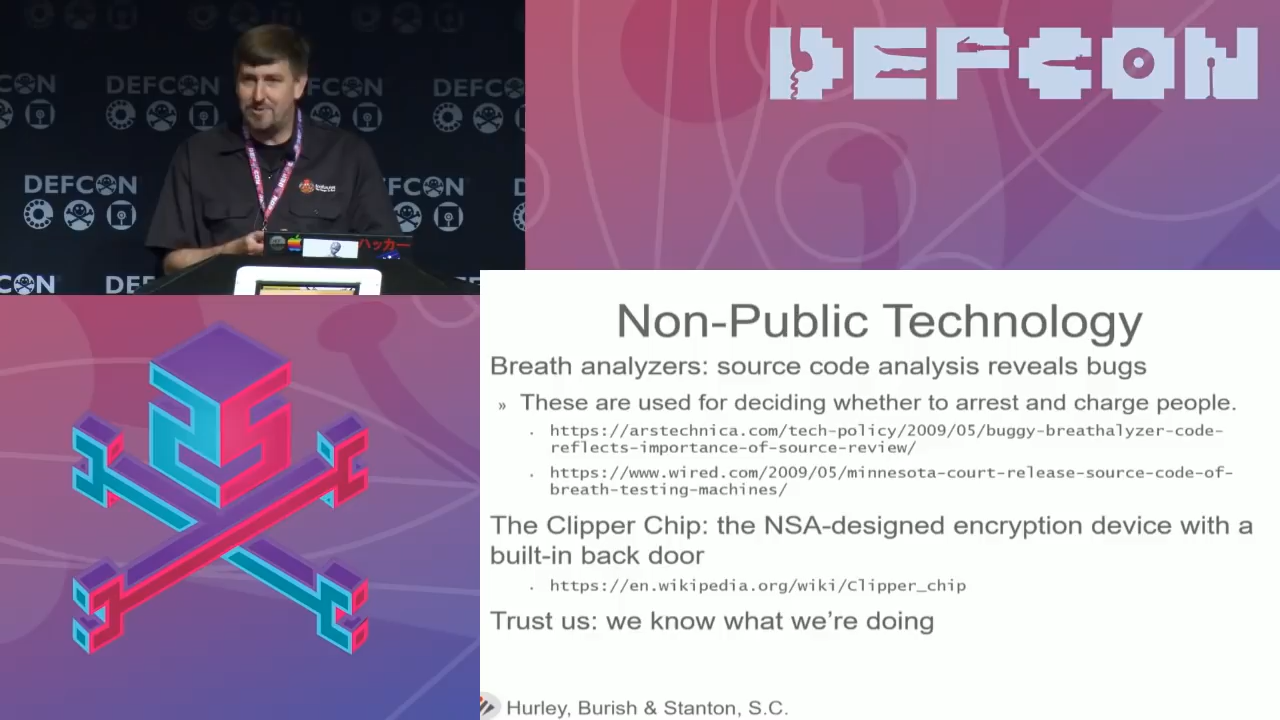 DEFCON
DEFCON
DEFCON
DEFCON
DEFCON
DEFCON
ハッカー
Non-Public Technology
Breath analyzers: source code analysis reveals bugs
» These are used for deciding whether to arrest and charge people.
· https://arstechnica.com/tech-policy/2009/05/buggy-breathalyzer-code-
reflects-importance-of-source-review/
· https://www.wired.com/2009/05/minnesota-court-release-source-code-of-
breath-testing-machines/
The Clipper Chip: the NSA-designed encryption device with a
built-in back door
· https://en.wikipedia.org/wiki/Clipper_chip
Trust us: we know what we’re doing
Hurley, Burish & Stanton, S.C.